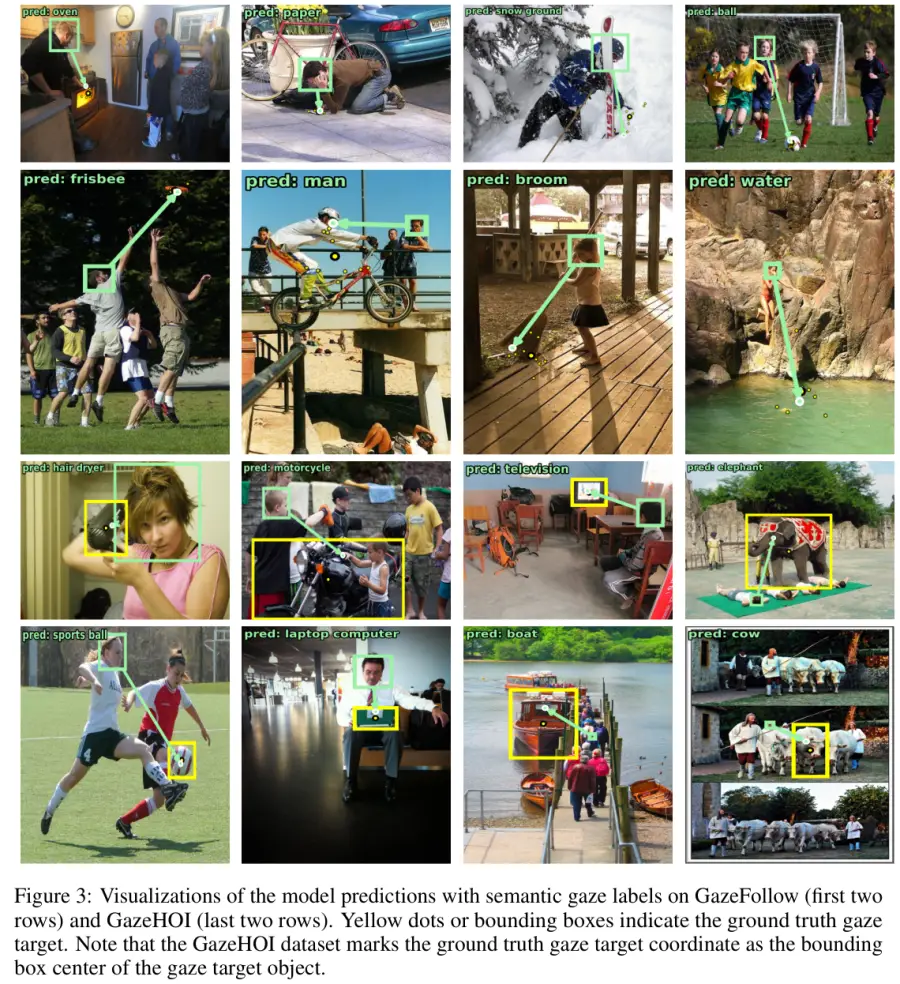 pred: oven
pred: paper
pred: snow ground
pred: ball
pred: frisbee
pred: man
pred: broom
pred: water
pred: hair dryer
pred: motorcycle
pred: television
pred: elephant
pred: sports ball
pred: laptop computer
pred: boat
pred: cow
Figure 3: Visualizations of the model predictions with semantic gaze labels on GazeFollow (first two
rows) and GazeHOI (last two rows). Yellow dots or bounding boxes indicate the ground truth gaze
target. Note that the GazeHOI dataset marks the ground truth gaze target coordinate as the bounding
box center of the gaze target object.